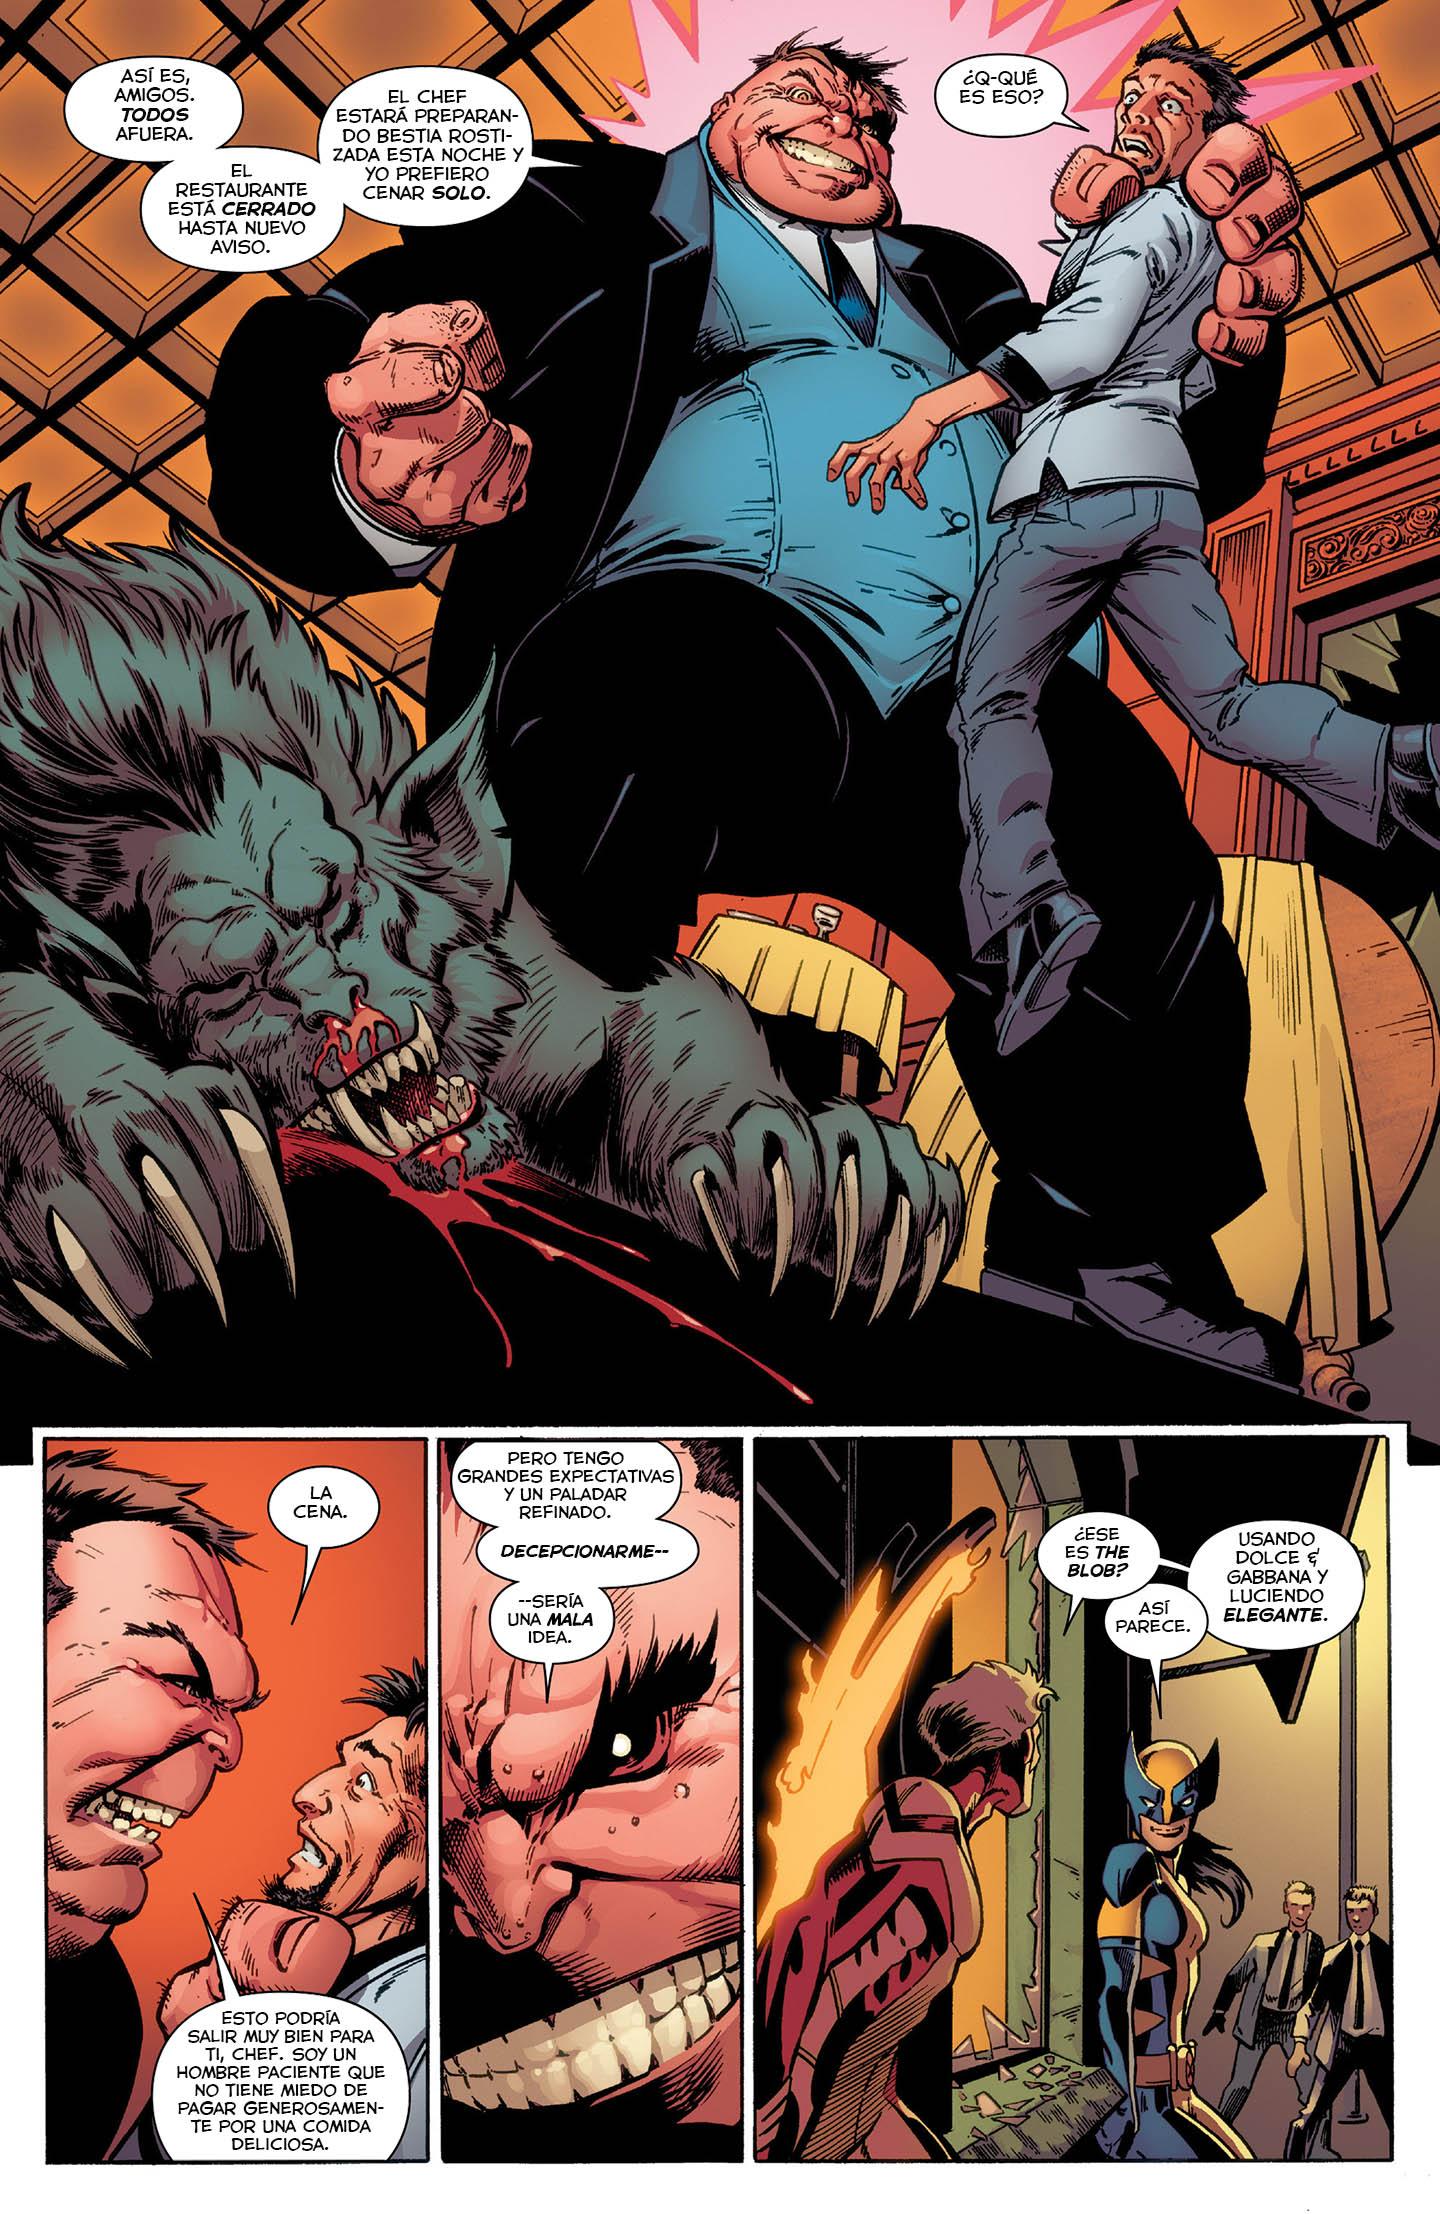 ASÍ ES,
AMIGOS.
TODOS
AFUERA.
EL
RESTAURANTE
ESTÁ CERRADO
HASTA NUEVO
AVISO.
EL CHEF
ESTARÁ PREPARAN-
DO BESTIA ROSTI-
ZADA ESTA NOCHE Y
YO PREFIERO
CENAR SOLO.
¿Q-QUÉ
ES ESO?
LA
CENA.
ESTO PODRÍA
SALIR MUY BIEN PARA
TI, CHEF. SOY UN
HOMBRE PACIENTE QUE
NO TIENE MIEDO DE
PAGAR GENEROSAMEN-
TE POR UNA COMIDA
DELICIOSA.
PERO TENGO
GRANDES EXPECTATIVAS
Y UN PALADAR
REFINADO.
DECEPCIONARME--
--SERÍA
UNA MALA
IDEA.
¿ESE
ES THE
BLOB?
ASÍ
PARECE.
USANDO
DOLCE &
GABBANA Y
LUCIENDO
ELEGANTE.